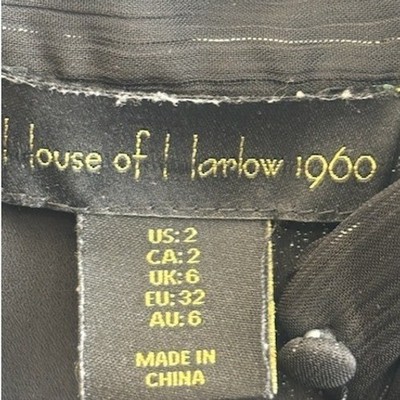 House of Harlow 1960
US: 2
CA: 2
UK: 6
EU: 32
AU: 6
MADE IN
CHINA